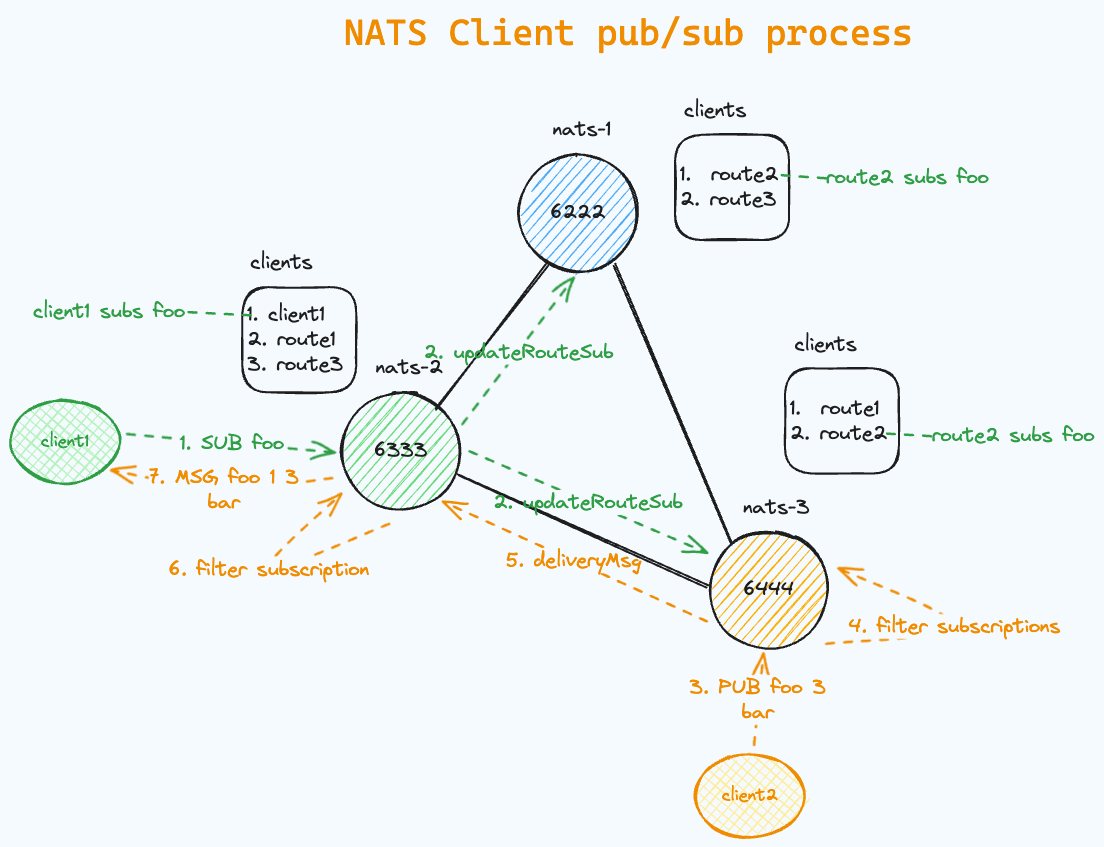 NATS Client pub/sub process
clients
nats-1
1. route2
2. route3
route2 subs foo
6222
clients
client1 subs foo
1. client1
2. route1
3. route3
clients
2. updateRouteSub
nats-2
1. route1
2. route2
route2 subs foo
client1
1. SUB foo
6333
7. MSG foo 1 3
bar
2. updateRouteSub
nats-3
6. filter subscription
5. deliveryMsg
6444
4. filter subscriptions
3. PUB foo 3
bar
client2